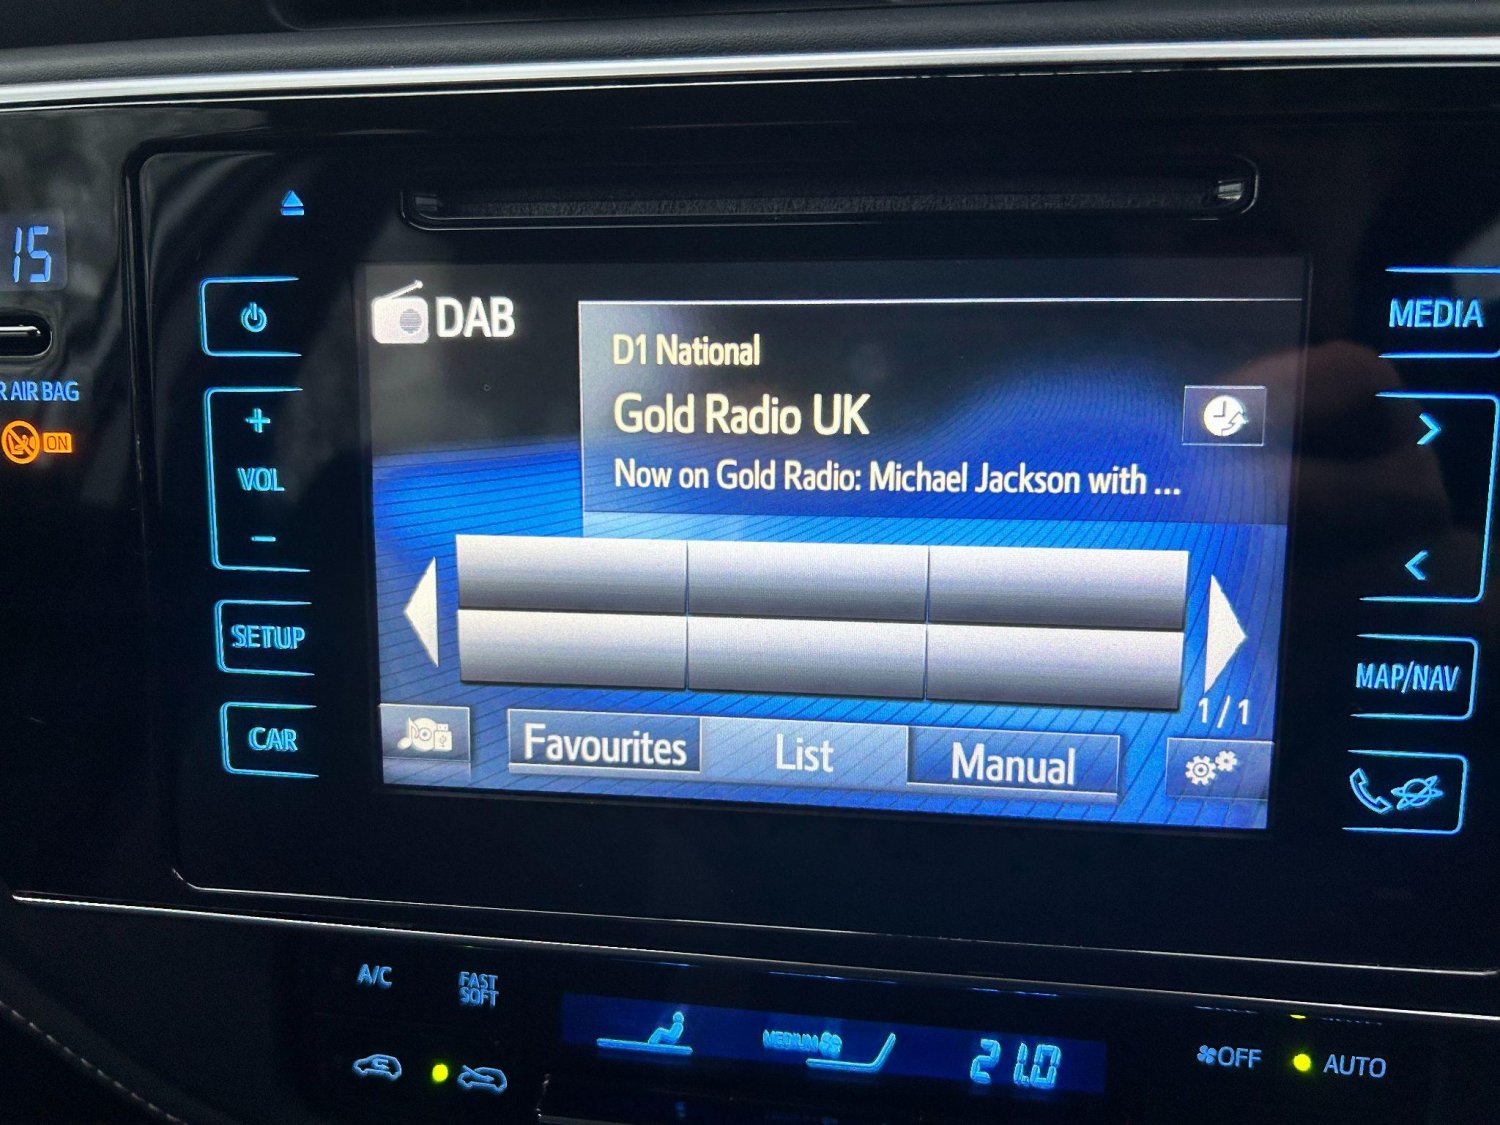 15
R AIR BAG
ON
VOL
SETUP
CAR
DAB
D1 National
Gold Radio UK
Now on Gold Radio: Michael Jackson with ...
1 / 1
Favourites
List
Manual
MEDIA
MAP/NAV
A/C
FAST
SOFT
MEDIUM
21.0
OFF
AUTO